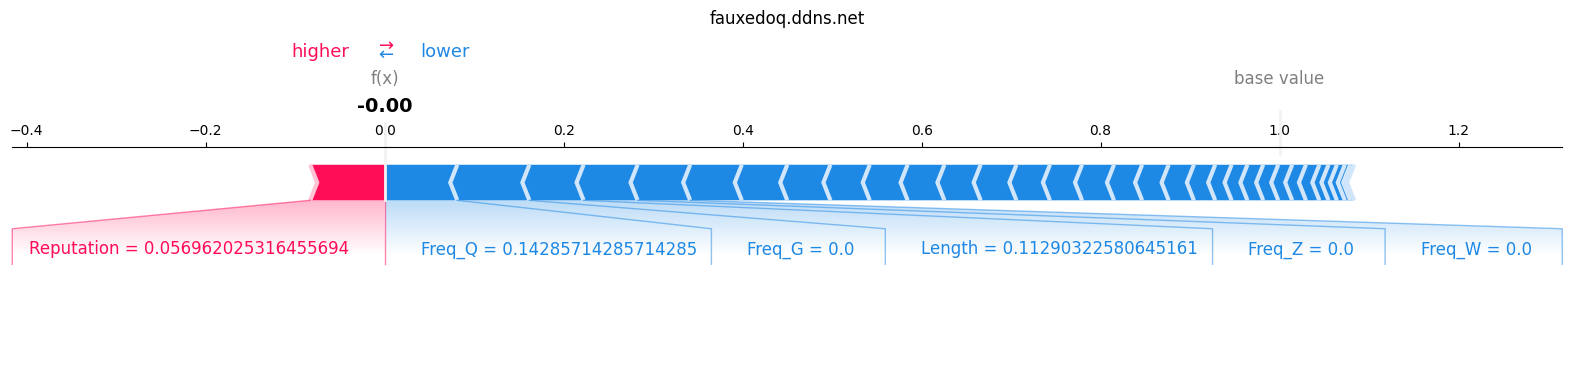 fauxedoq.ddns.net
higher → ← lower
f(x) base value
-0.00
−0.4 −0.2 0.0 0.2 0.4 0.6 0.8 1.0 1.2
Reputation = 0.056962025316455694 Freq_Q = 0.14285714285714285 Freq_G = 0.0 Length = 0.11290322580645161 Freq_Z = 0.0 Freq_W = 0.0